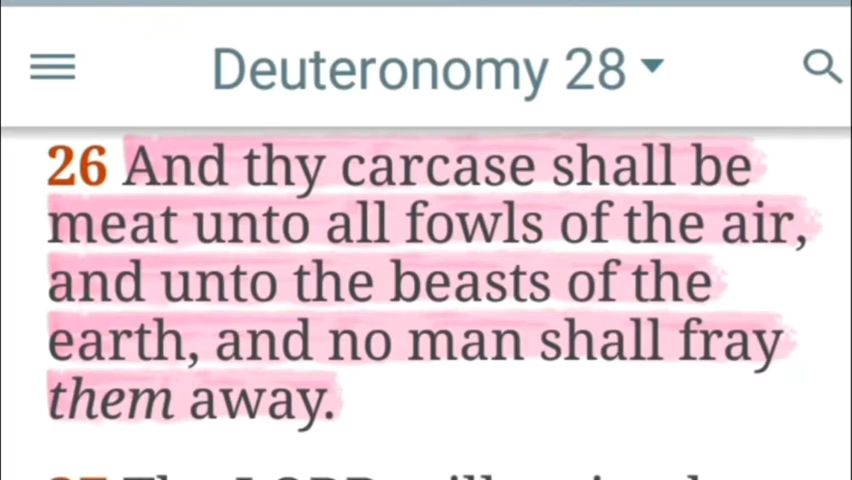 Deuteronomy 28
26 And thy carcase shall be
meat unto all fowls of the air,
and unto the beasts of the
earth, and no man shall fray
them away.